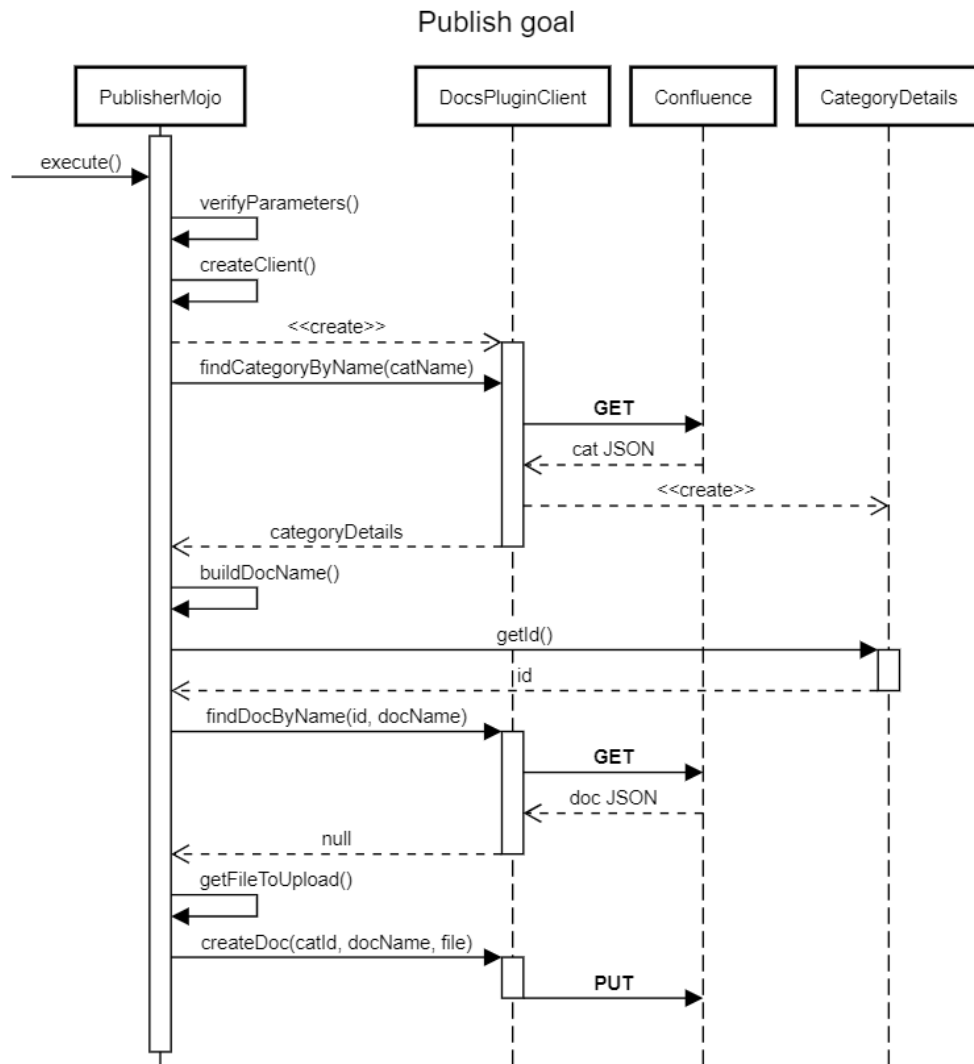 Publish goal
PublisherMojo
DocsPluginClient
Confluence
CategoryDetails
execute()
verifyParameters()
createClient()
<<create>>
findCategoryByName(catName)
GET
cat JSON
<<create>>
categoryDetails
buildDocName()
getId()
id
findDocByName(id, docName)
GET
doc JSON
null
getFileToUpload()
createDoc(catId, docName, file)
PUT